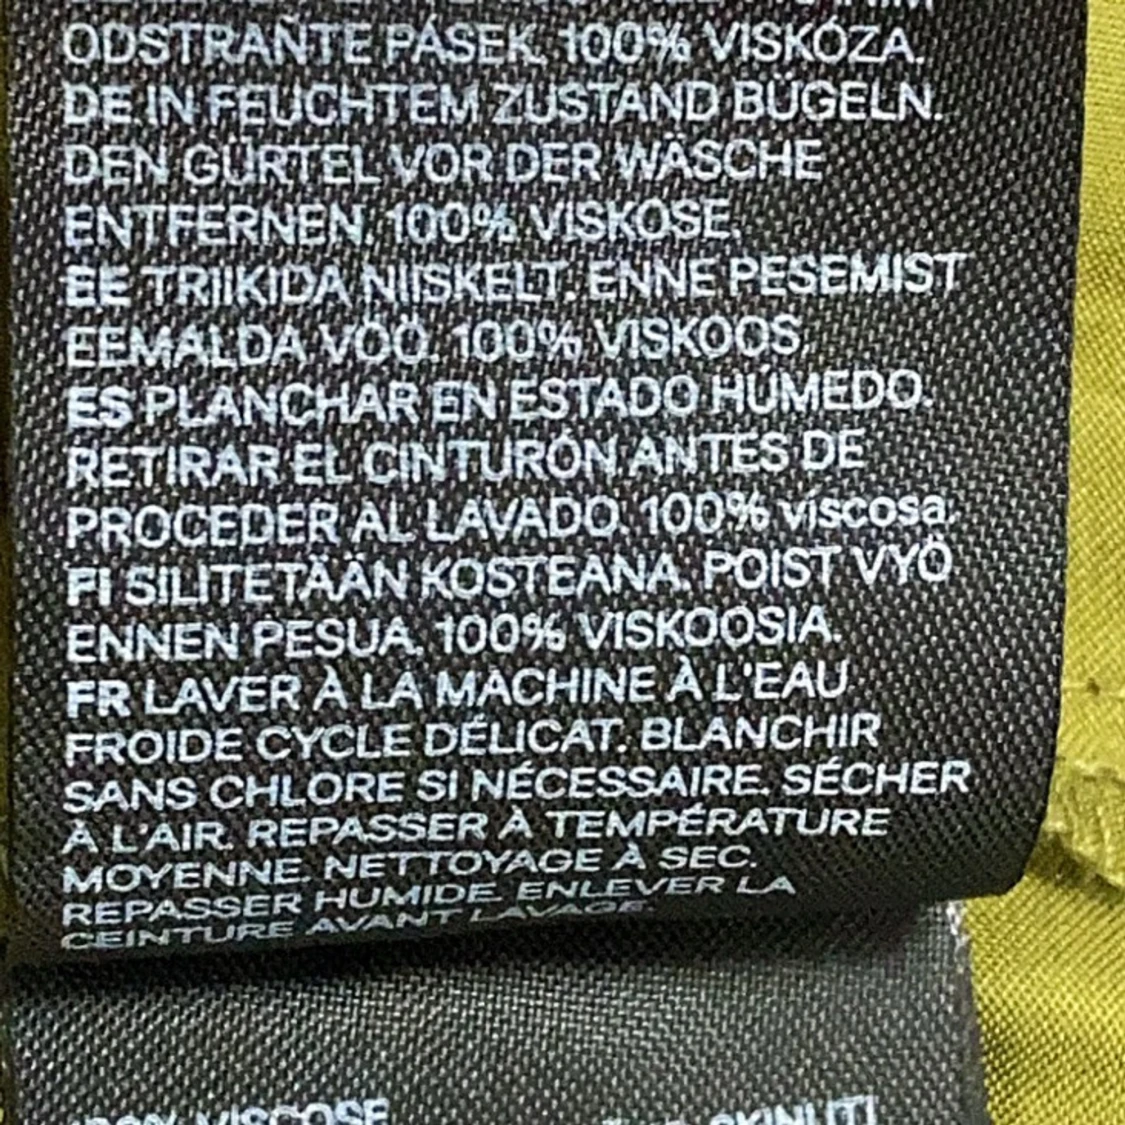 ODSTRAŇTE PÁSEK. 100% VISKÓZA.
DE IN FEUCHTEM ZUSTAND BÜGELN.
DEN GÜRTEL VOR DER WÄSCHE
ENTFERNEN. 100% VISKOSE.
EE TRIIKIDA NIISKELT. ENNE PESEMIST
EEMALDA VÖÖ. 100% VISKOOS.
ES PLANCHAR EN ESTADO HÚMEDO.
RETIRAR EL CINTURÓN ANTES DE
PROCEDER AL LAVADO. 100% viscosa.
FI SILITETÄÄN KOSTEANA. POIST VYÖ
ENNEN PESUA. 100% VISKOOSIA.
FR LAVER À LA MACHINE À L'EAU
FROIDE CYCLE DÉLICAT. BLANCHIR
SANS CHLORE SI NÉCESSAIRE. SÉCHER
À L'AIR. REPASSER À TEMPÉRATURE
MOYENNE. NETTOYAGE À SEC.
REPASSER HUMIDE. ENLEVER LA
CEINTURE AVANT LAVAGE.
VISCOSE